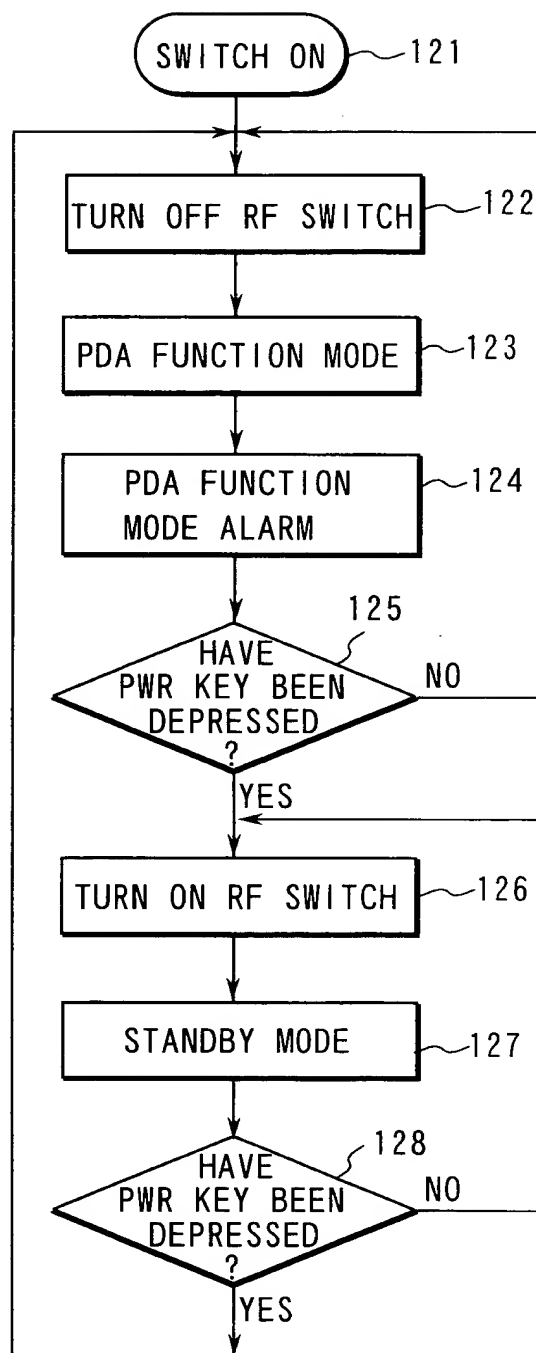 SWITCH ON
121
TURN OFF RF SWITCH
122
PDA FUNCTION MODE
123
PDA FUNCTION
MODE ALARM
124
125
HAVE
PWR KEY BEEN
DEPRESSED
?
NO
YES
TURN ON RF SWITCH
126
STANDBY MODE
127
128
HAVE
PWR KEY BEEN
DEPRESSED
?
NO
YES